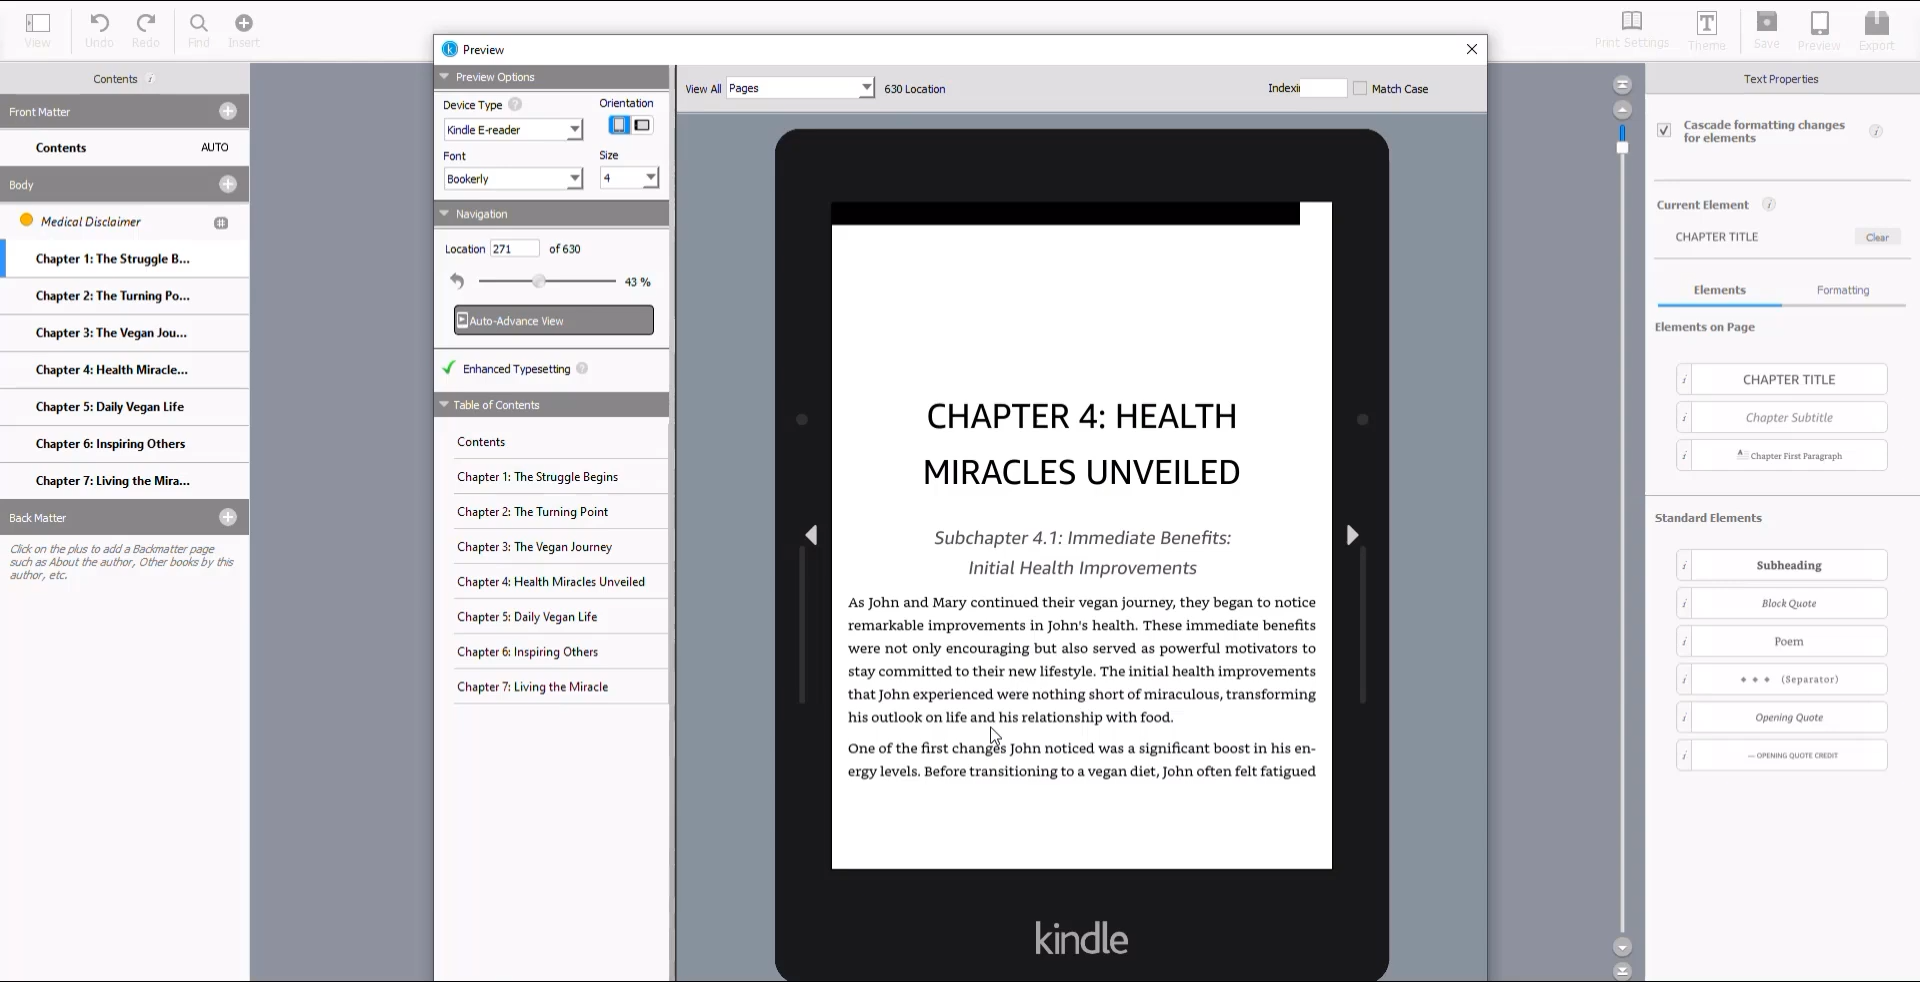 View
Undo
Redo
Find
Insert
Print Settings
Theme
Save
Preview
Export
Contents i
Front Matter
Contents AUTO
Body
Medical Disclaimer #
Chapter 1: The Struggle B...
Chapter 2: The Turning Po...
Chapter 3: The Vegan Jou...
Chapter 4: Health Miracle...
Chapter 5: Daily Vegan Life
Chapter 6: Inspiring Others
Chapter 7: Living the Mira...
Back Matter
Click on the plus to add a Backmatter page
such as About the author, Other books by this
author, etc.
k Preview
Preview Options
Device Type ? Orientation
Kindle E-reader
Font Size
Bookerly 4
Navigation
Location 271 of 630
43 %
Auto-Advance View
Enhanced Typesetting ?
Table of Contents
Contents
Chapter 1: The Struggle Begins
Chapter 2: The Turning Point
Chapter 3: The Vegan Journey
Chapter 4: Health Miracles Unveiled
Chapter 5: Daily Vegan Life
Chapter 6: Inspiring Others
Chapter 7: Living the Miracle
View All Pages 630 Location Indexi Match Case
CHAPTER 4: HEALTH
MIRACLES UNVEILED
Subchapter 4.1: Immediate Benefits:
Initial Health Improvements
As John and Mary continued their vegan journey, they began to notice
remarkable improvements in John's health. These immediate benefits
were not only encouraging but also served as powerful motivators to
stay committed to their new lifestyle. The initial health improvements
that John experienced were nothing short of miraculous, transforming
his outlook on life and his relationship with food.
One of the first changes John noticed was a significant boost in his en-
ergy levels. Before transitioning to a vegan diet, John often felt fatigued
kindle
Text Properties
Cascade formatting changes
for elements i
Current Element i
CHAPTER TITLE Clear
Elements Formatting
Elements on Page
i CHAPTER TITLE
i Chapter Subtitle
i A Chapter First Paragraph
Standard Elements
i Subheading
i Block Quote
i Poem
i (Separator)
i Opening Quote
i — OPENING QUOTE CREDIT